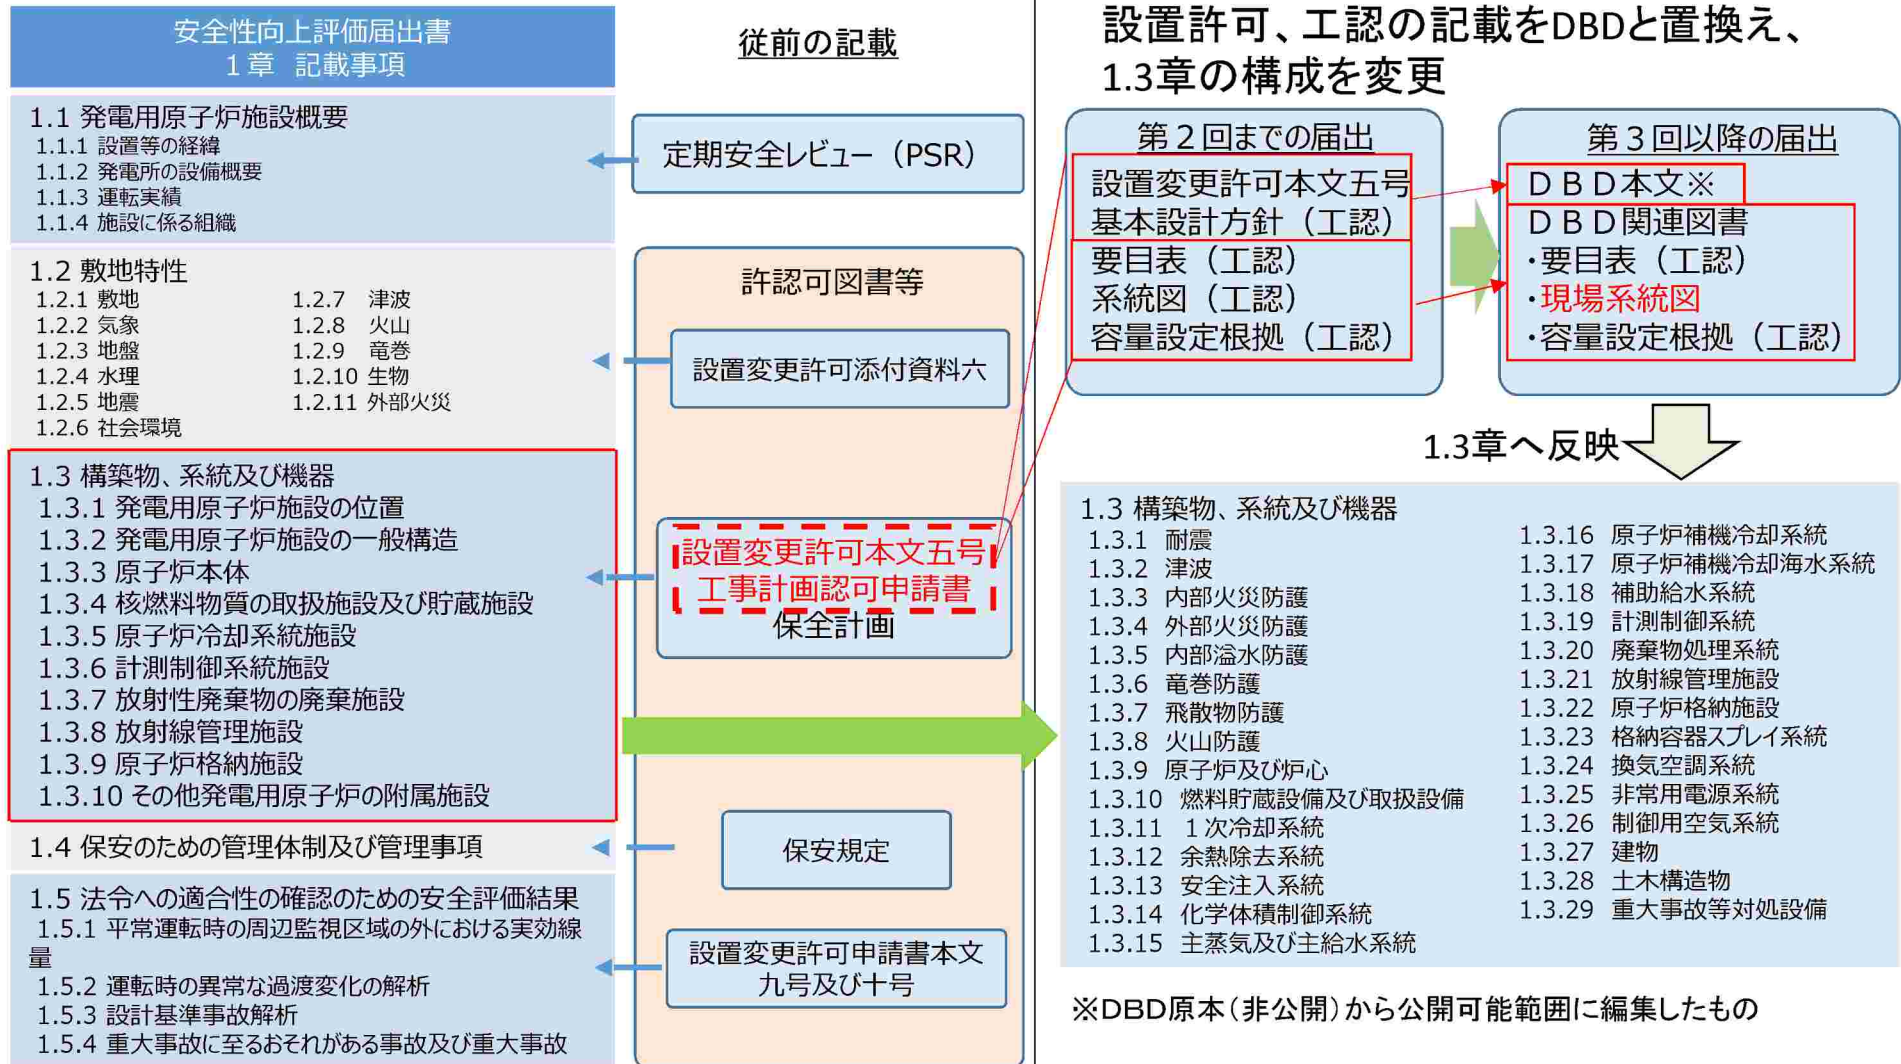 安全性向上評価届出書
1章 記載事項
1.1 発電用原子炉施設概要
1.1.1 設置等の経緯
1.1.2 発電所の設備概要
1.1.3 運転実績
1.1.4 施設に係る組織
1.2 敷地特性
1.2.1 敷地
1.2.2 気象
1.2.3 地盤
1.2.4 水理
1.2.5 地震
1.2.6 社会環境
1.2.7 津波
1.2.8 火山
1.2.9 竜巻
1.2.10 生物
1.2.11 外部火災
1.3 構築物、系統及び機器
1.3.1 発電用原子炉施設の位置
1.3.2 発電用原子炉施設の一般構造
1.3.3 原子炉本体
1.3.4 核燃料物質の取扱施設及び貯蔵施設
1.3.5 原子炉冷却系統施設
1.3.6 計測制御系統施設
1.3.7 放射性廃棄物の廃棄施設
1.3.8 放射線管理施設
1.3.9 原子炉格納施設
1.3.10 その他発電用原子炉の附属施設
1.4 保安のための管理体制及び管理事項
1.5 法令への適合性の確認のための安全評価結果
1.5.1 平常運転時の周辺監視区域の外における実効線
量
1.5.2 運転時の異常な過渡変化の解析
1.5.3 設計基準事故解析
1.5.4 重大事故に至るおそれがある事故及び重大事故
従前の記載
定期安全レビュー（PSR）
許認可図書等
設置変更許可添付資料六
設置変更許可本文五号
工事計画認可申請書
保全計画
保安規定
設置変更許可申請書本文
九号及び十号
設置許可、工認の記載をDBDと置換え、
1.3章の構成を変更
第２回までの届出
設置変更許可本文五号
基本設計方針（工認）
要目表（工認）
系統図（工認）
容量設定根拠（工認）
第３回以降の届出
ＤＢＤ本文※
ＤＢＤ関連図書
・要目表（工認）
・現場系統図
・容量設定根拠（工認）
1.3章へ反映
1.3 構築物、系統及び機器
1.3.1 耐震
1.3.2 津波
1.3.3 内部火災防護
1.3.4 外部火災防護
1.3.5 内部溢水防護
1.3.6 竜巻防護
1.3.7 飛散物防護
1.3.8 火山防護
1.3.9 原子炉及び炉心
1.3.10 燃料貯蔵設備及び取扱設備
1.3.11 １次冷却系統
1.3.12 余熱除去系統
1.3.13 安全注入系統
1.3.14 化学体積制御系統
1.3.15 主蒸気及び主給水系統
1.3.16 原子炉補機冷却系統
1.3.17 原子炉補機冷却海水系統
1.3.18 補助給水系統
1.3.19 計測制御系統
1.3.20 廃棄物処理系統
1.3.21 放射線管理施設
1.3.22 原子炉格納施設
1.3.23 格納容器スプレイ系統
1.3.24 換気空調系統
1.3.25 非常用電源系統
1.3.26 制御用空気系統
1.3.27 建物
1.3.28 土木構造物
1.3.29 重大事故等対処設備
※DBD原本（非公開）から公開可能範囲に編集したもの